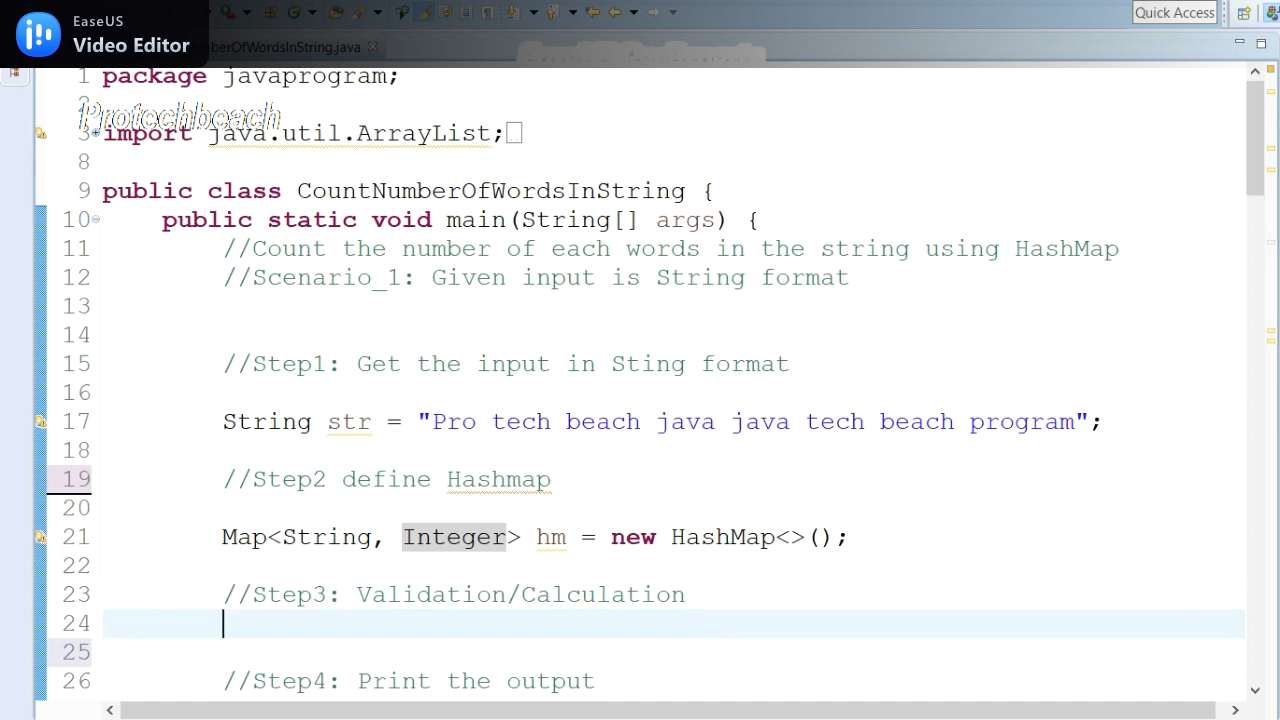 Quick Access
EaseUS
Video Editor
berOfWordsInString.java
1 package javaprogram;
2
Protechbeach
3 import java.util.ArrayList;
8
9 public class CountNumberOfWordsInString {
10 public static void main(String[] args) {
11 //Count the number of each words in the string using HashMap
12 //Scenario_1: Given input is String format
13
14
15 //Step1: Get the input in Sting format
16
17 String str = "Pro tech beach java java tech beach program";
18
19 //Step2 define Hashmap
20
21 Map<String, Integer> hm = new HashMap<>();
22
23 //Step3: Validation/Calculation
24
25
26 //Step4: Print the output